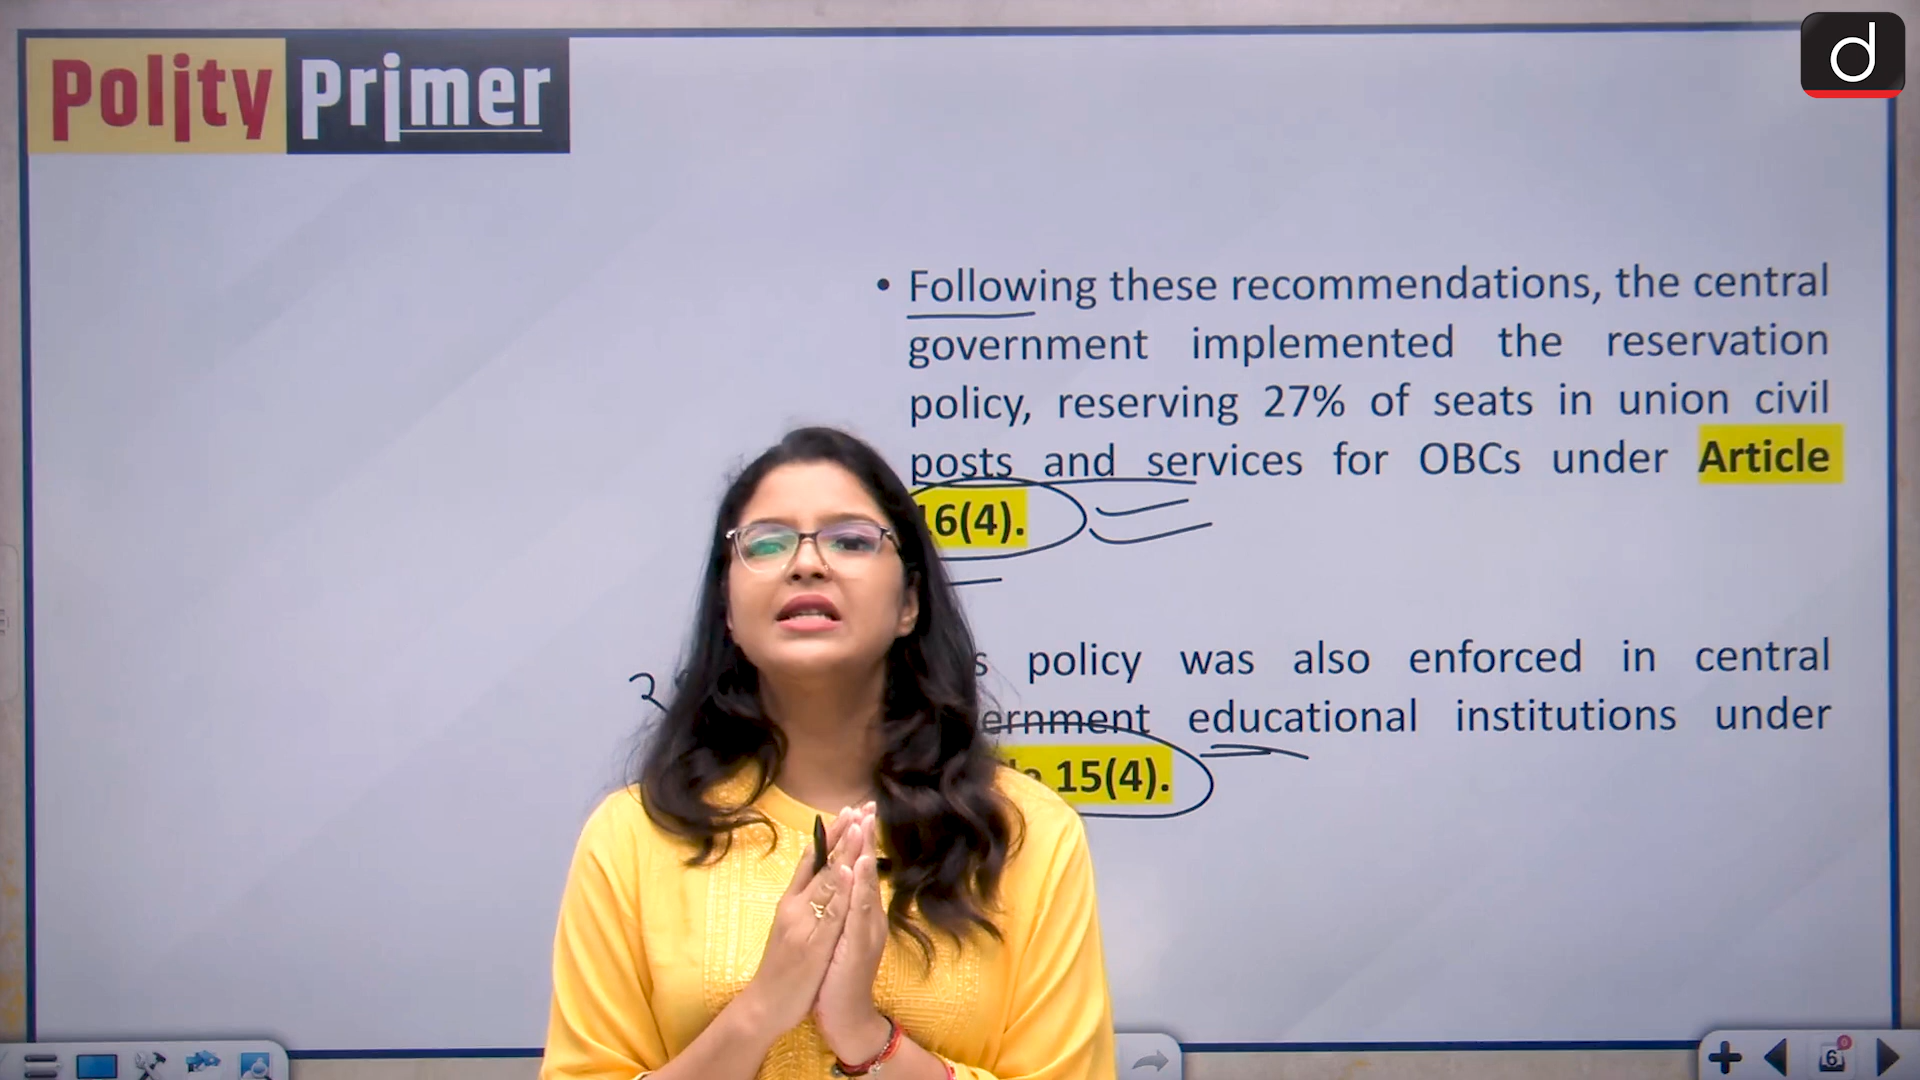 Polity Primer
d
• Following these recommendations, the central
government implemented the reservation
policy, reserving 27% of seats in union civil
posts and services for OBCs under Article
16(4).
policy was also enforced in central
educational institutions under
15(4).
6